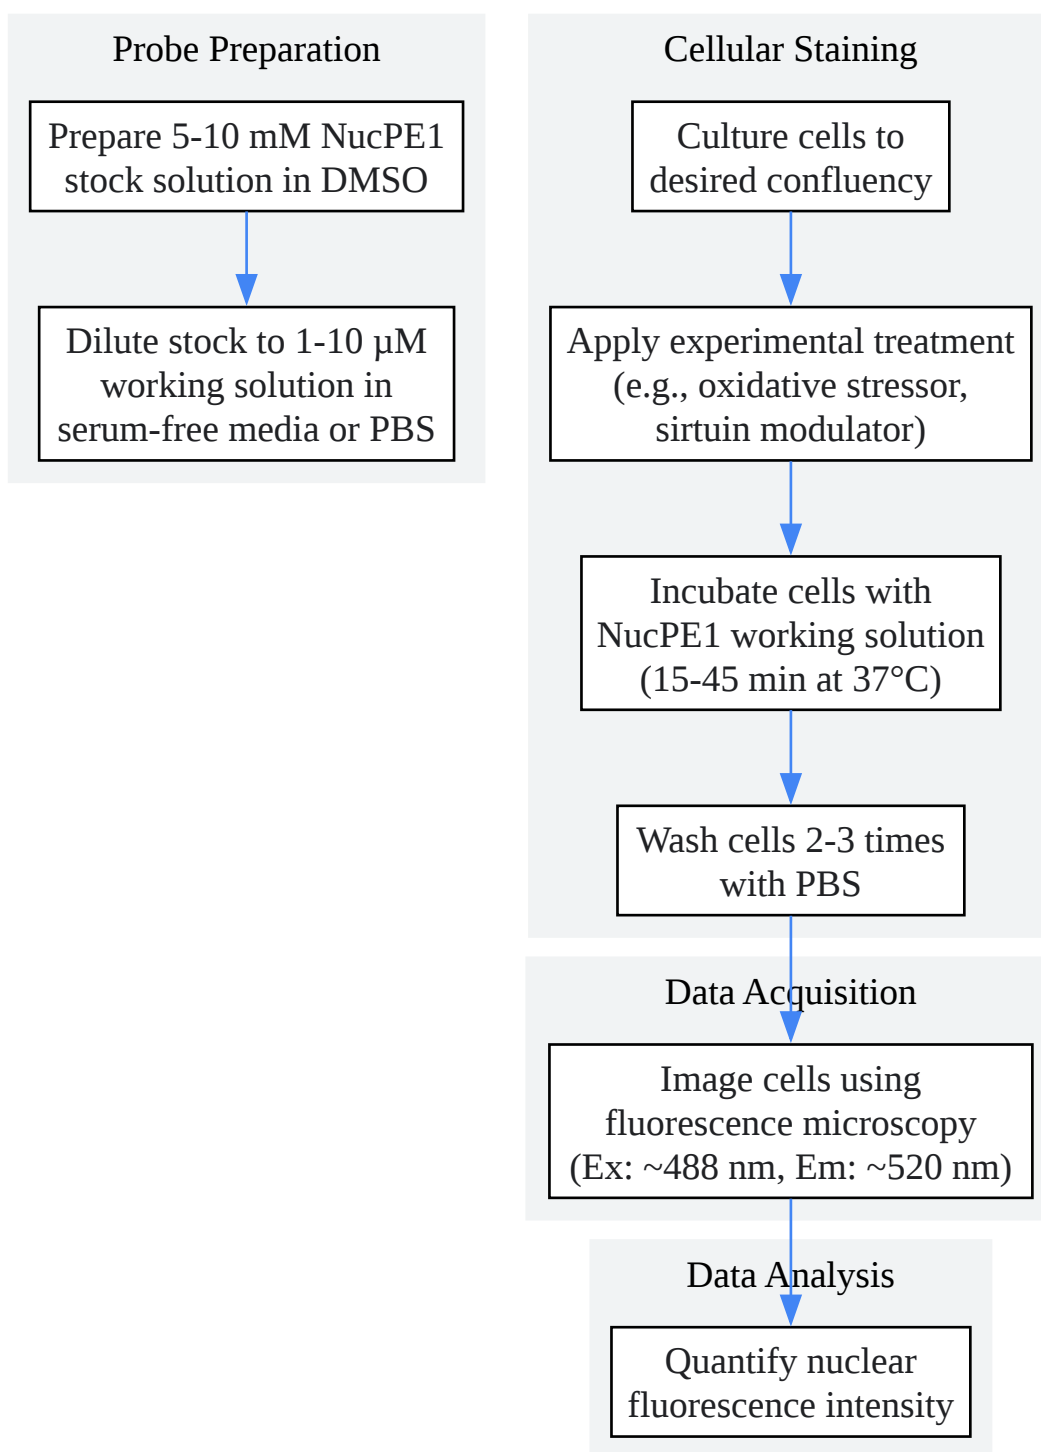 Probe Preparation
Prepare 5-10 mM NucPE1
stock solution in DMSO
Dilute stock to 1-10 µM
working solution in
serum-free media or PBS
Cellular Staining
Culture cells to
desired confluency
Apply experimental treatment
(e.g., oxidative stressor,
sirtuin modulator)
Incubate cells with
NucPE1 working solution
(15-45 min at 37°C)
Wash cells 2-3 times
with PBS
Data Acquisition
Image cells using
fluorescence microscopy
(Ex: ~488 nm, Em: ~520 nm)
Data Analysis
Quantify nuclear
fluorescence intensity